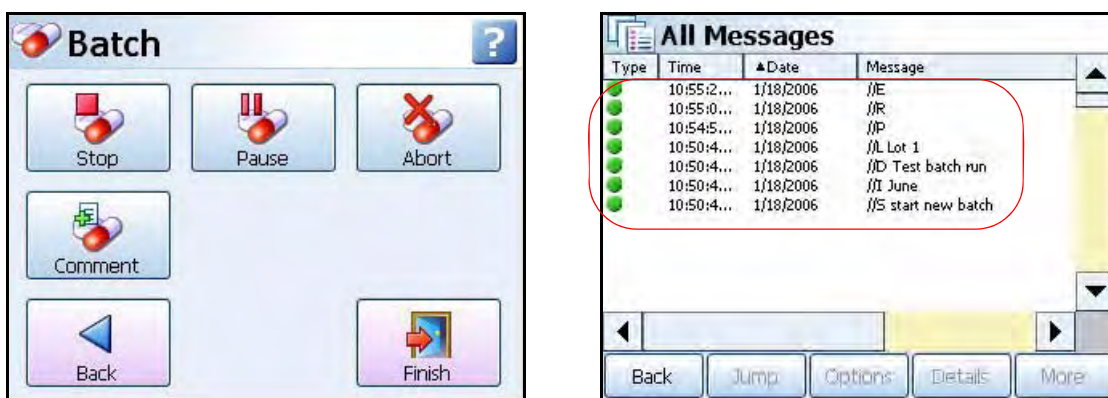 Batch
?
Stop
Pause
Abort
Comment
Back
Finish
All Messages
Type Time ▲Date Message
10:55:2... 1/18/2006 //E
10:55:0... 1/18/2006 //R
10:54:5... 1/18/2006 //P
10:50:4... 1/18/2006 //L Lot 1
10:50:4... 1/18/2006 //D Test batch run
10:50:4... 1/18/2006 //I June
10:50:4... 1/18/2006 //S start new batch
Back Jump Options Details More